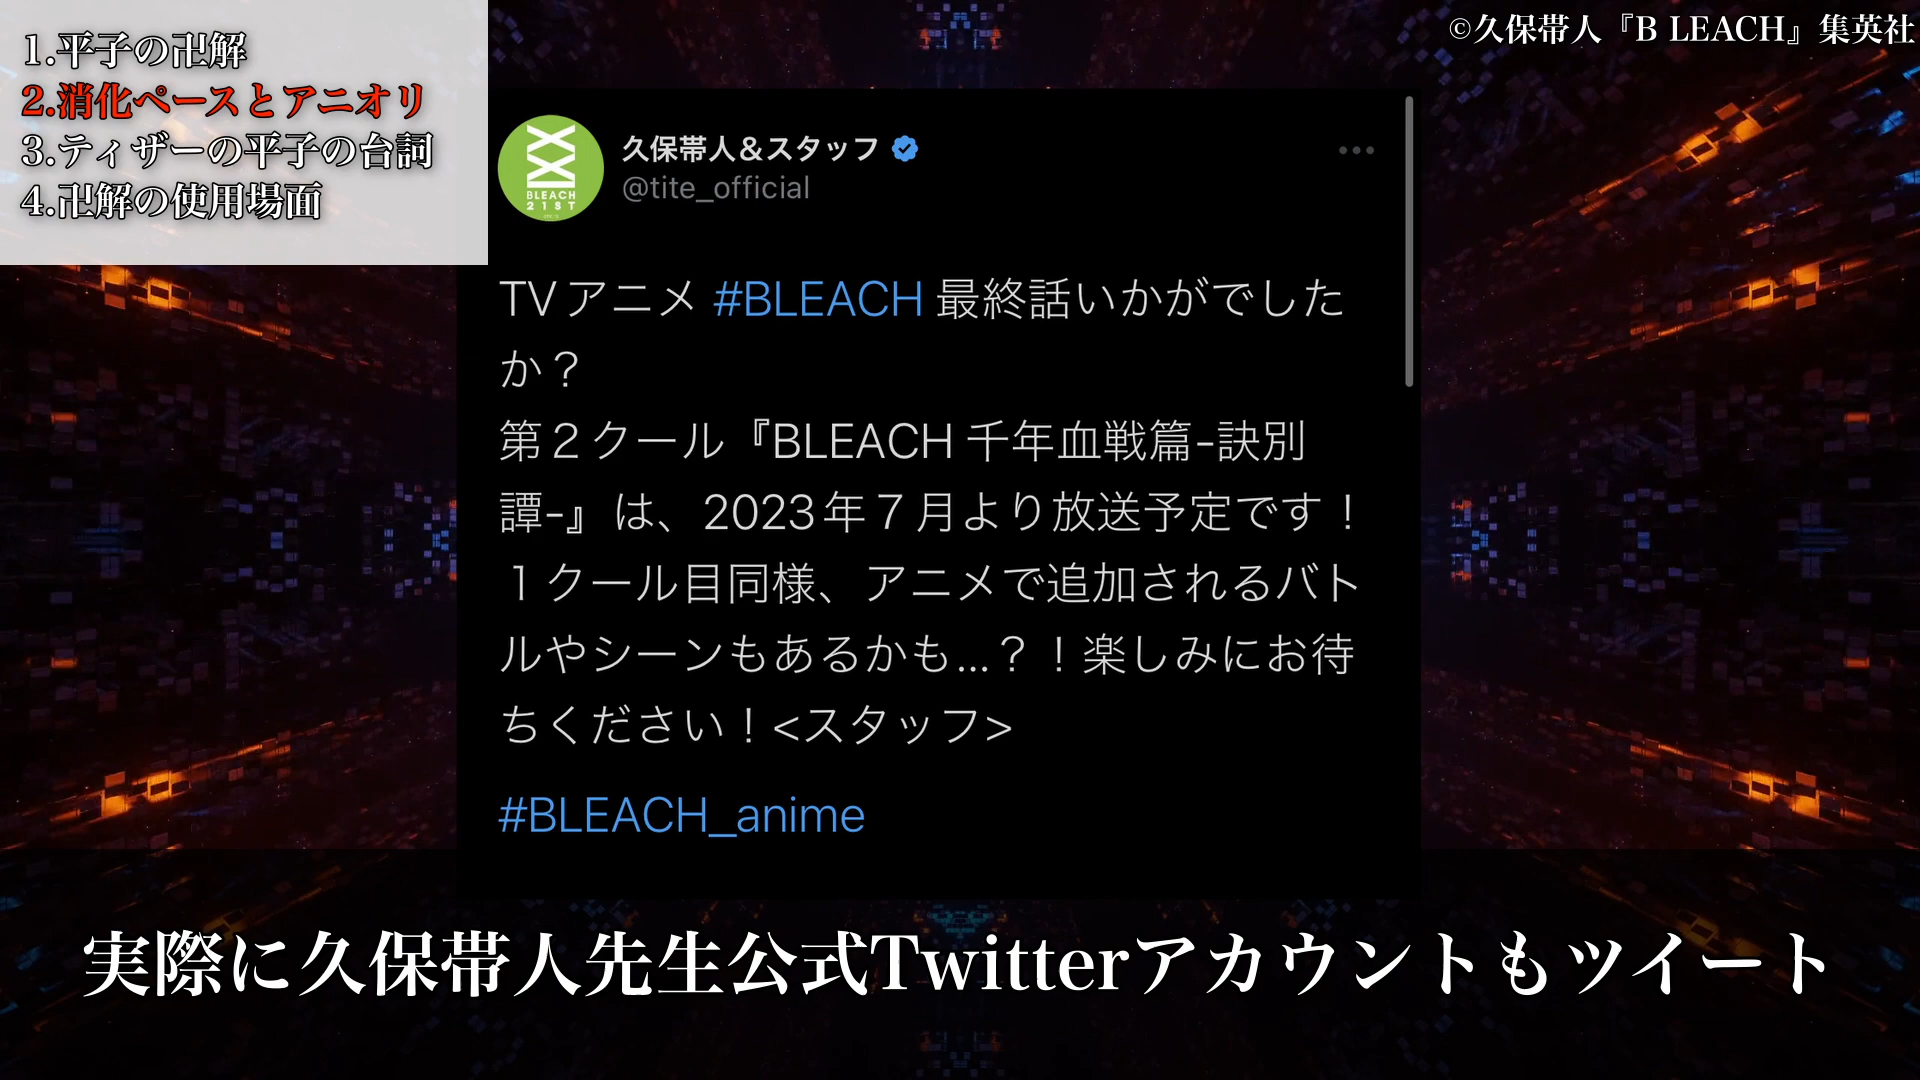 1.平子の卍解
2.消化ペースとアニオリ
3.ティザーの平子の台詞
4.卍解の使用場面
©久保帯人『B LEACH』集英社
BLEACH
21ST
久保帯人＆スタッフ
@tite_official
TVアニメ #BLEACH 最終話いかがでした
か？
第２クール『BLEACH 千年血戦篇-訣別
譚-』は、2023年７月より放送予定です！
１クール目同様、アニメで追加されるバト
ルやシーンもあるかも...？！楽しみにお待
ちください！<スタッフ>
#BLEACH_anime
実際に久保帯人先生公式Twitterアカウントもツイート